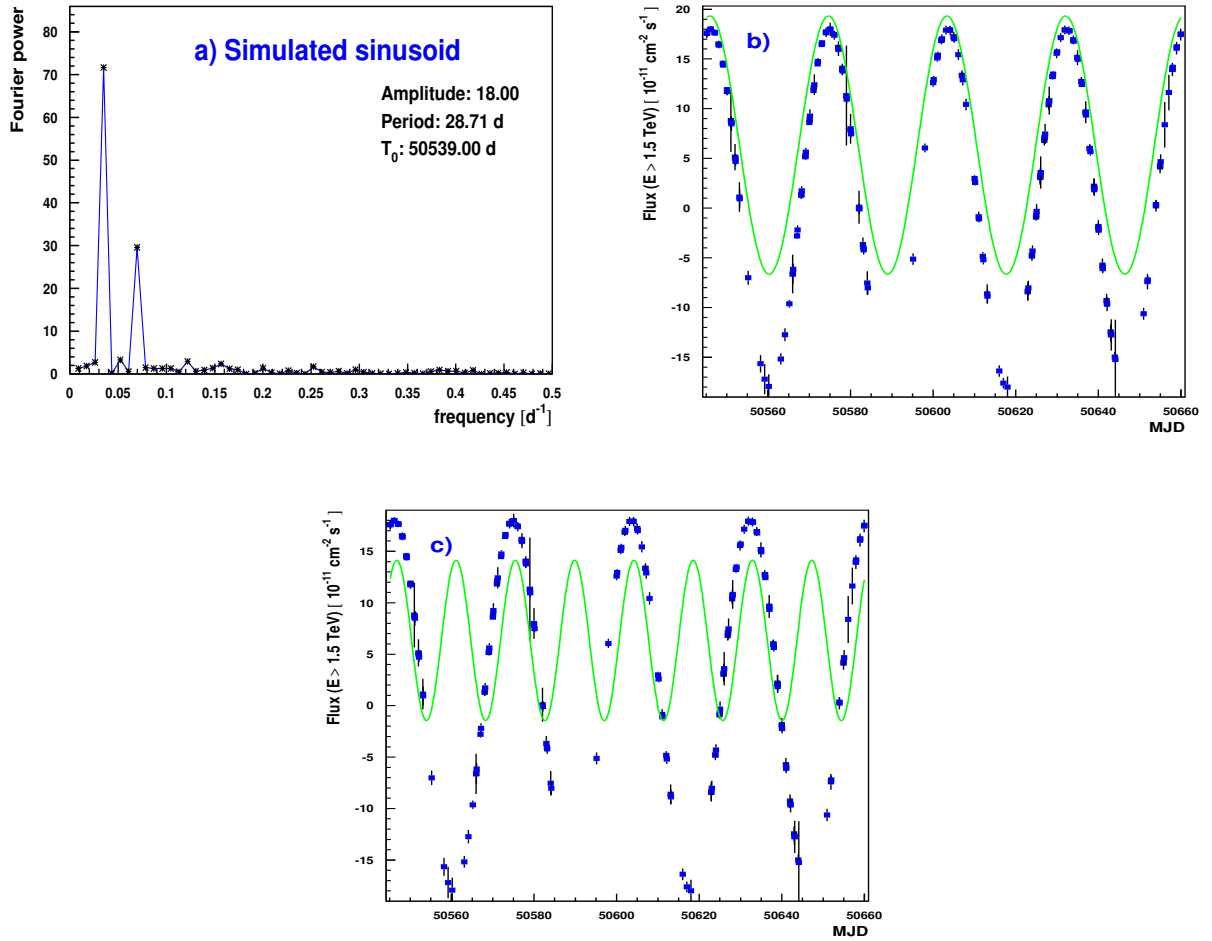 a) Simulated sinusoid
Amplitude: 18.00
Period: 28.71 d
T0: 50539.00 d
Fourier power
80
70
60
50
40
30
20
10
0
0 0.05 0.1 0.15 0.2 0.25 0.3 0.35 0.4 0.45 0.5
frequency [d-1]
b)
Flux (E > 1.5 TeV) [ 10-11 cm-2 s-1]
20
15
10
5
0
-5
-10
-15
50560 50580 50600 50620 50640 50660
MJD
c)
Flux (E > 1.5 TeV) [ 10-11 cm-2 s-1]
15
10
5
0
-5
-10
-15
50560 50580 50600 50620 50640 50660
MJD